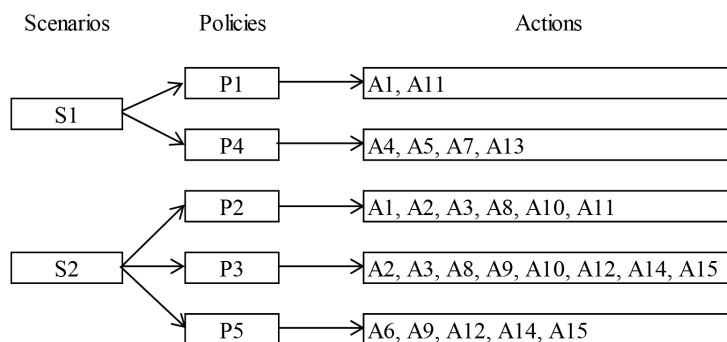 Scenarios Policies Actions
P1 A1, A11
S1
P4 A4, A5, A7, A13
P2 A1, A2, A3, A8, A10, A11
S2 P3 A2, A3, A8, A9, A10, A12, A14, A15
P5 A6, A9, A12, A14, A15